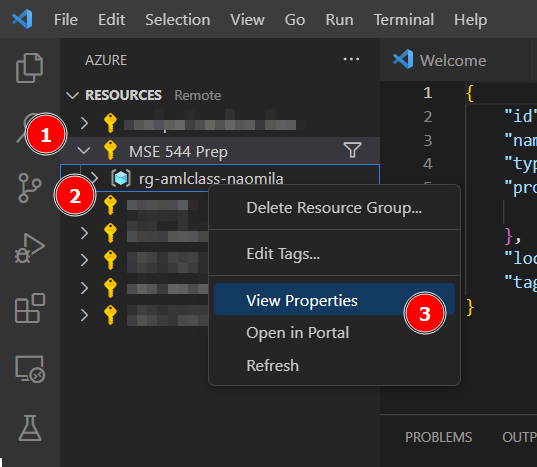 File Edit Selection View Go Run Terminal Help
AZURE ...
Welcome
RESOURCES Remote
1
MSE 544 Prep
2
rg-amlclass-naomila
Delete Resource Group...
Edit Tags...
View Properties
3
Open in Portal
Refresh
1 {
2 "id"
3 "nam
4 "typ
5 "pro
},
"loc
"tag
}
PROBLEMS OUTP